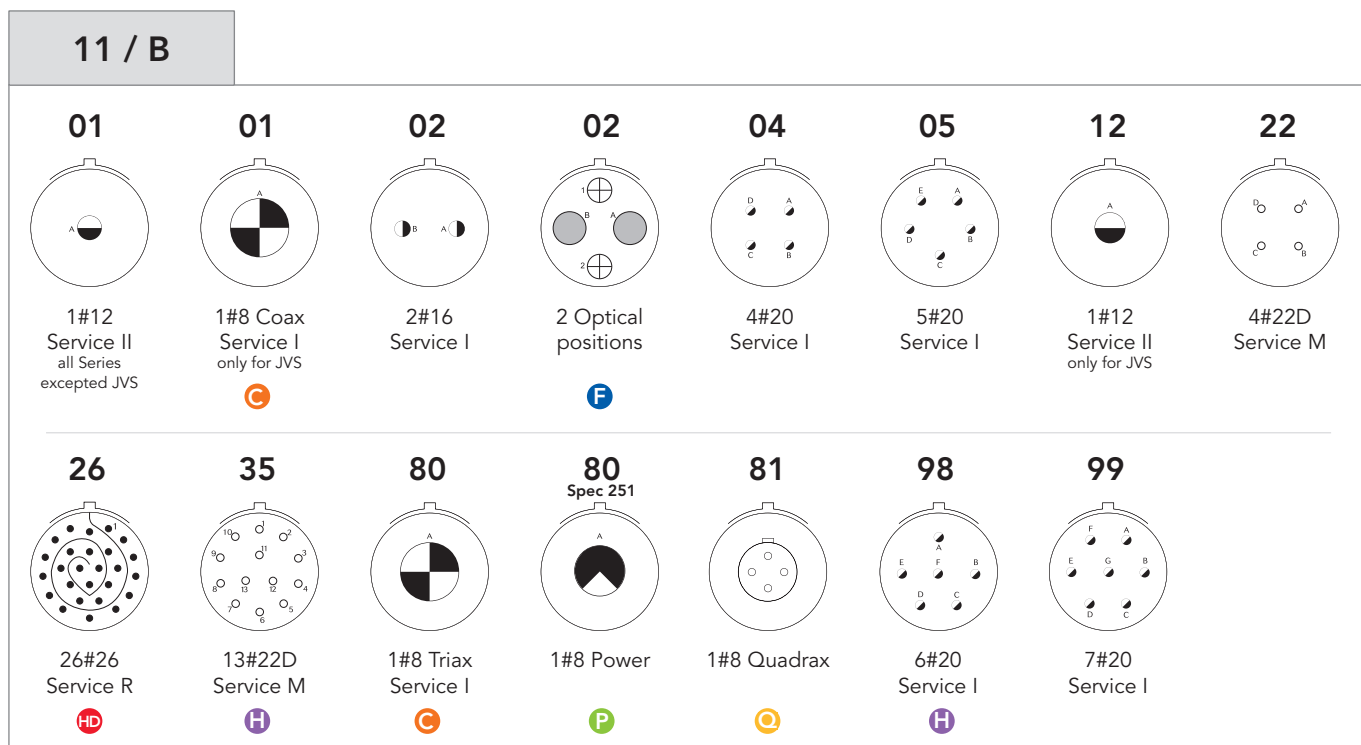 11 / B
01
01
02
02
04
05
12
22
A
A
B A
1
B A
2
D A
C B
E A
D B
C
A
D A
C B
1#12
Service II
all Series
excepted JVS
1#8 Coax
Service I
only for JVS
C
2#16
Service I
2 Optical
positions
F
4#20
Service I
5#20
Service I
1#12
Service II
only for JVS
4#22D
Service M
26
35
80
80
Spec 251
81
98
99
1
1
10 2
11
9 3
8 13 12 4
7 5
6
A
A
A
E F B
D C
F A
E G B
D C
26#26
Service R
HD
13#22D
Service M
H
1#8 Triax
Service I
C
1#8 Power
P
1#8 Quadrax
Q
6#20
Service I
H
7#20
Service I